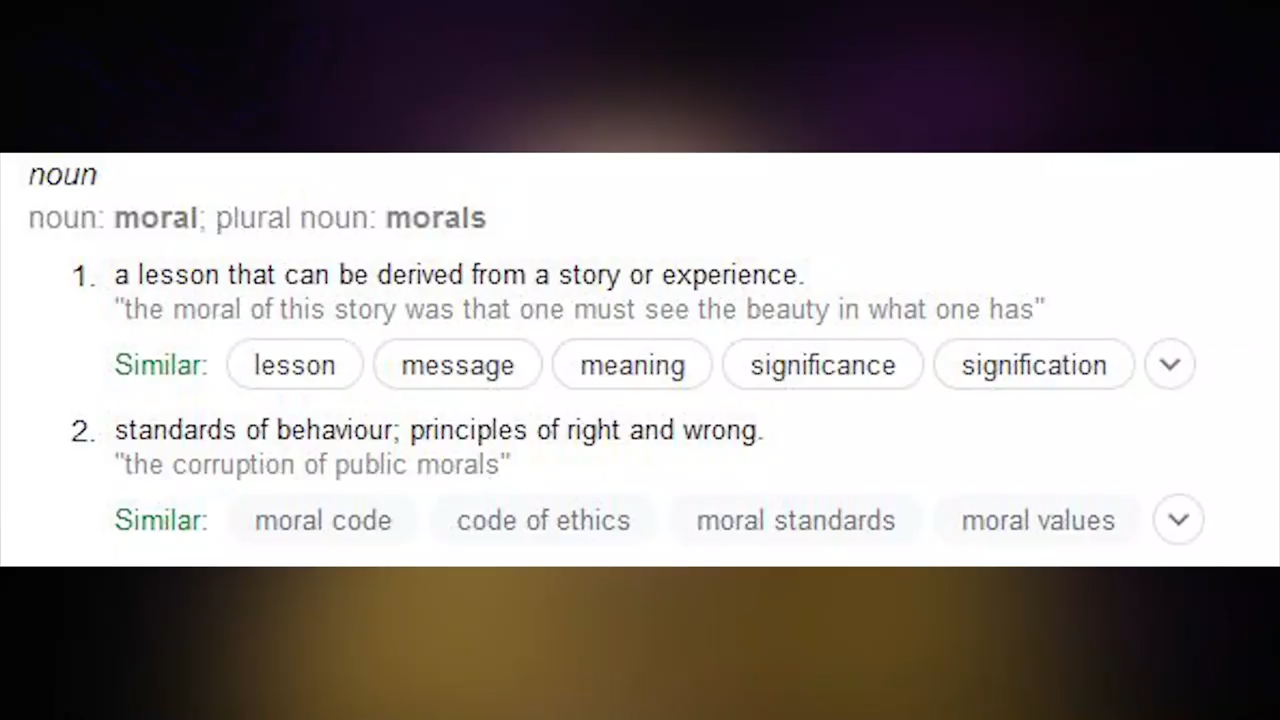 noun
noun: moral; plural noun: morals
1. a lesson that can be derived from a story or experience.
"the moral of this story was that one must see the beauty in what one has"
Similar: lesson message meaning significance signification
2. standards of behaviour; principles of right and wrong.
"the corruption of public morals"
Similar: moral code code of ethics moral standards moral values